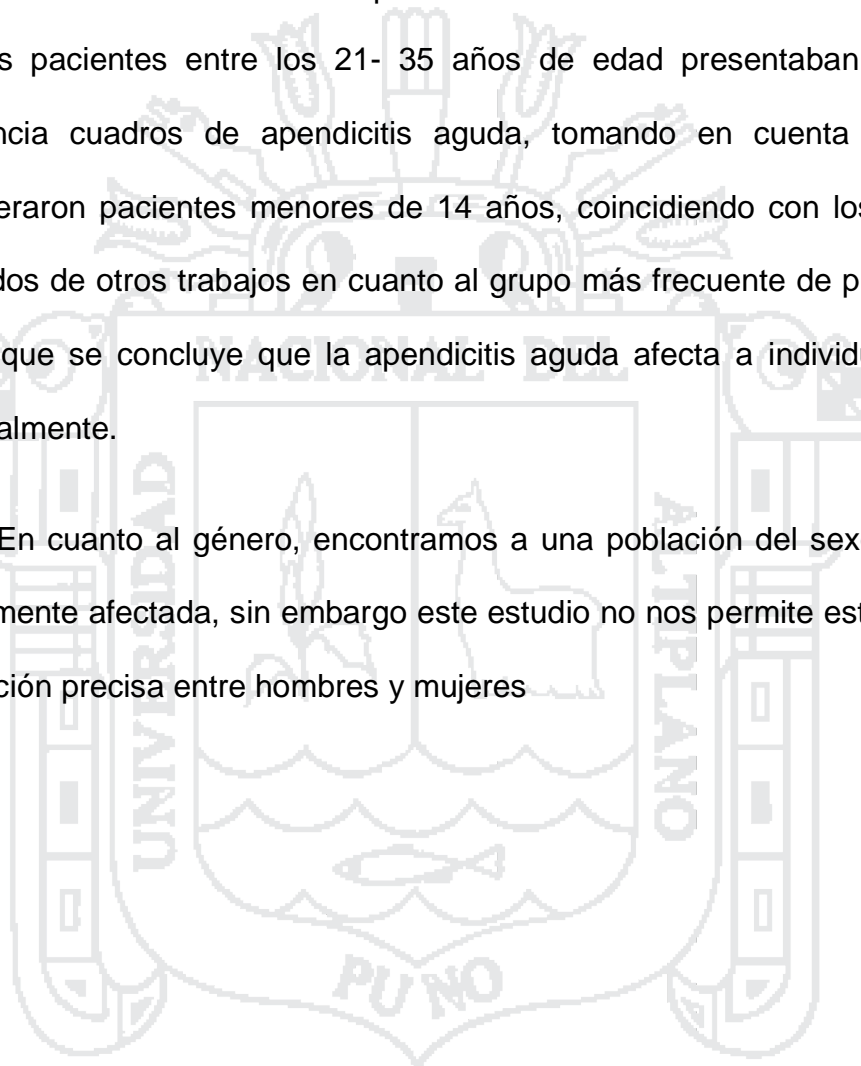 s pacientes entre los 21- 35 años de edad presentaban
ncia cuadros de apendicitis aguda, tomando en cuenta
eraron pacientes menores de 14 años, coincidiendo con los
dos de otros trabajos en cuanto al grupo más frecuente de p
que se concluye que la apendicitis aguda afecta a individu
almente.
En cuanto al género, encontramos a una población del sex
mente afectada, sin embargo este estudio no nos permite est
ción precisa entre hombres y mujeres
NACIONAL DEL
UNIVERSIDAD
ALTIPLANO
PUNO